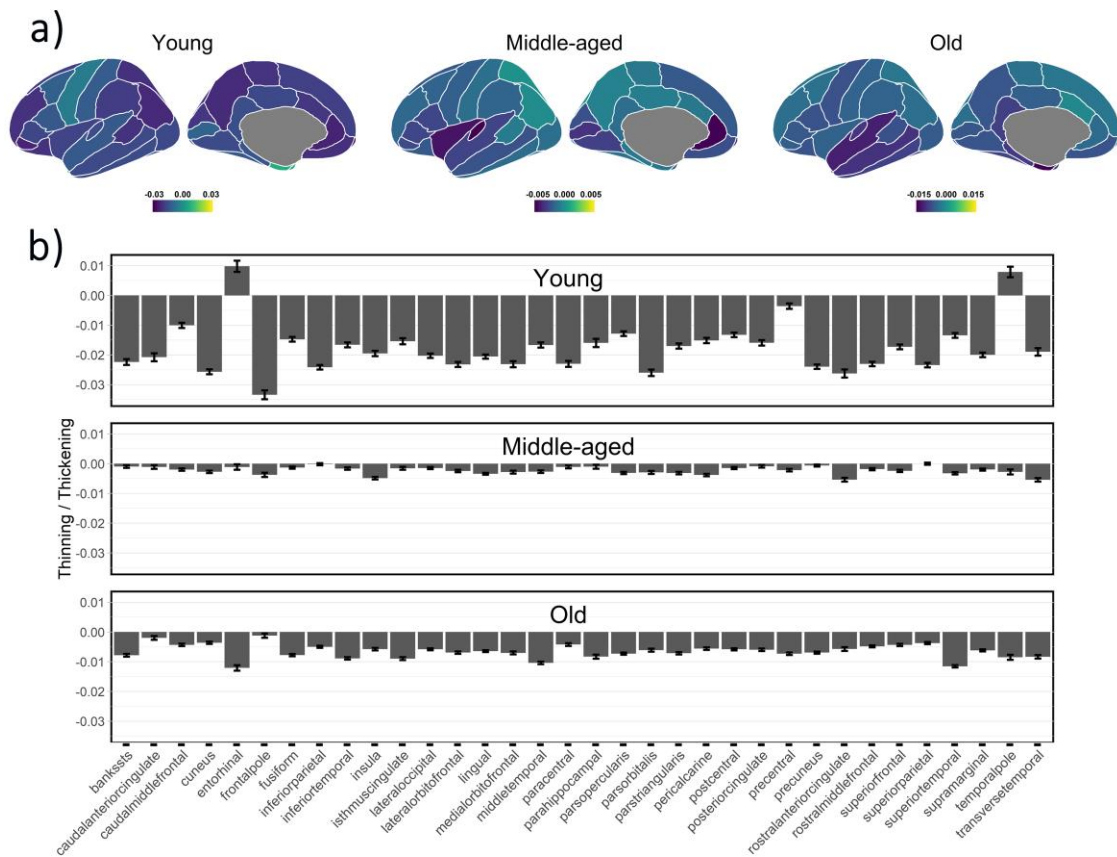 a)
Young
Middle-aged
Old
-0.03 0.00 0.03
-0.005 0.000 0.005
-0.015 0.000 0.015
b)
Thinning / Thickening
Young
0.01
0.00
-0.01
-0.02
-0.03
Middle-aged
0.01
0.00
-0.01
-0.02
-0.03
Old
0.01
0.00
-0.01
-0.02
-0.03
bankssts
caudalanteriorcingulate
caudalmiddlefrontal
cuneus
entorhinal
frontalpole
fusiform
inferiorparietal
inferiortemporal
insula
isthmuscingulate
lateraloccipital
lateralorbitofrontal
lingual
medialorbitofrontal
middletemporal
paracentral
parahippocampal
parsopercularis
parsorbitalis
parstriangularis
pericalcarine
postcentral
posteriorcingulate
precentral
precuneus
rostralanteriorcingulate
rostralmiddlefrontal
superiorfrontal
superiorparietal
superiortemporal
supramarginal
temporalpole
transversetemporal